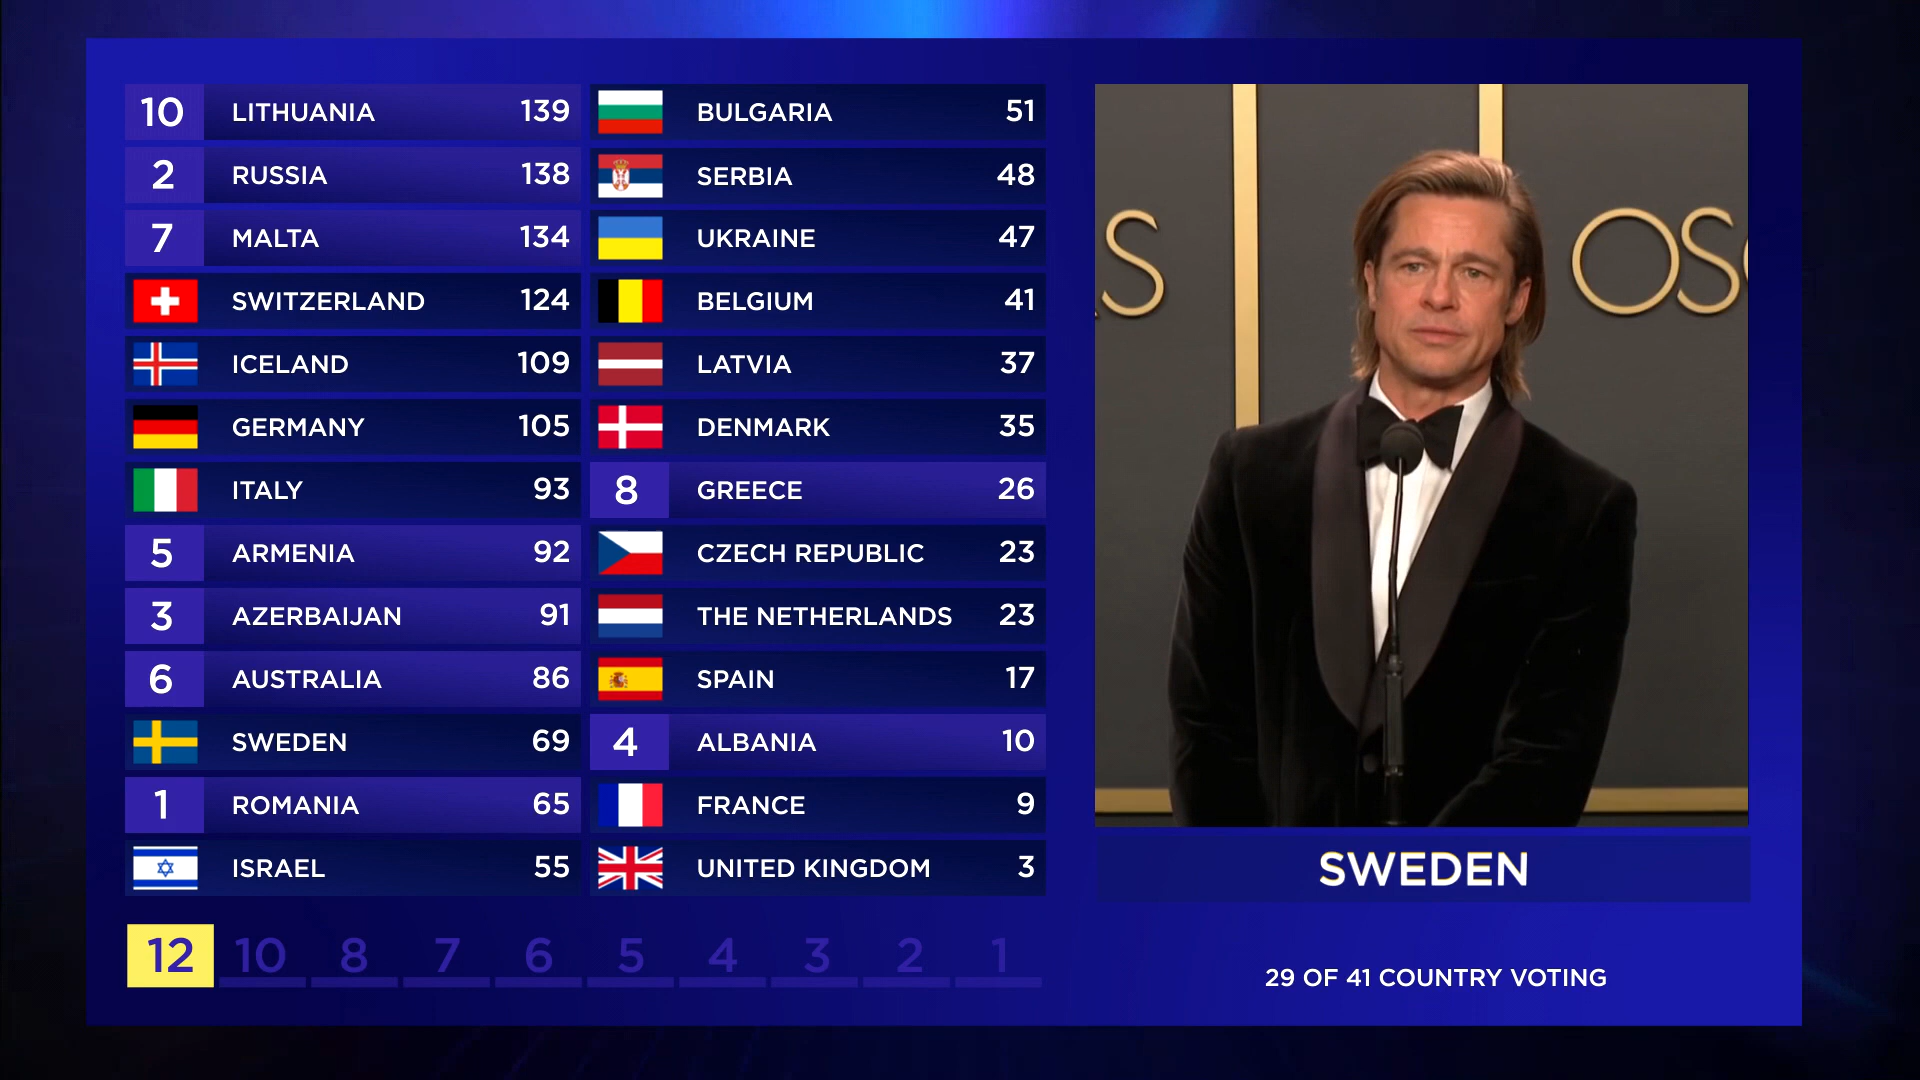 10 LITHUANIA 139
2 RUSSIA 138
7 MALTA 134
SWITZERLAND 124
ICELAND 109
GERMANY 105
ITALY 93
5 ARMENIA 92
3 AZERBAIJAN 91
6 AUSTRALIA 86
SWEDEN 69
1 ROMANIA 65
ISRAEL 55
BULGARIA 51
SERBIA 48
UKRAINE 47
BELGIUM 41
LATVIA 37
DENMARK 35
8 GREECE 26
CZECH REPUBLIC 23
THE NETHERLANDS 23
SPAIN 17
4 ALBANIA 10
FRANCE 9
UNITED KINGDOM 3
12 10 8 7 6 5 4 3 2 1
S OSC
SWEDEN
29 OF 41 COUNTRY VOTING